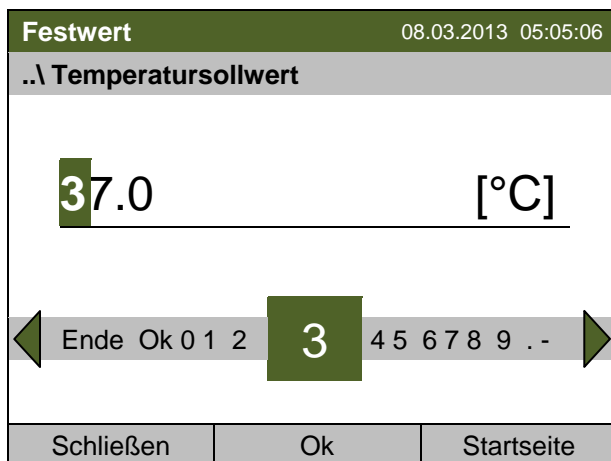 Festwert 08.03.2013 05:05:06
..\ Temperatursollwert
37.0 [°C]
Ende Ok 0 1 2 3 4 5 6 7 8 9 . -
Schließen Ok Startseite